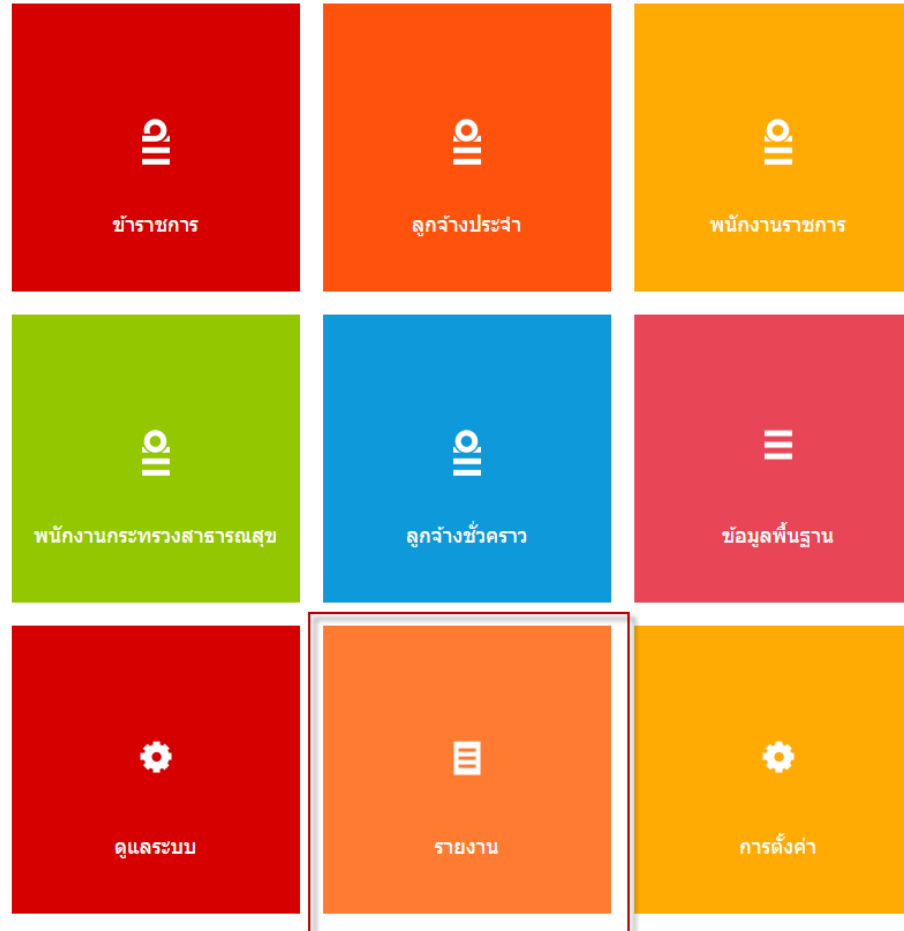 ข้าราชการ
ลูกจ้างประจำ
พนักงานราชการ
พนักงานกระทรวงสาธารณสุข
ลูกจ้างชั่วคราว
ข้อมูลพื้นฐาน
ดูแลระบบ
รายงาน
การตั้งค่า